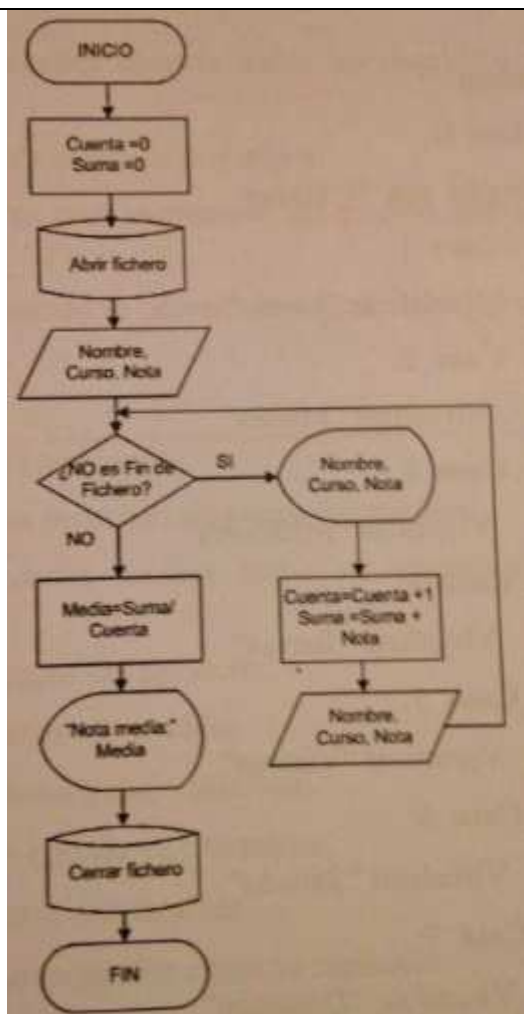 INICIO
Cuenta =0
Suma =0
Abrir fichero
Nombre,
Curso, Nota
¿NO es Fin de
Fichero?
SI
Nombre,
Curso, Nota
Cuenta=Cuenta +1
Suma =Suma +
Nota
Nombre,
Curso, Nota
NO
Media=Suma/
Cuenta
"Nota media:"
Media
Cerrar fichero
FIN